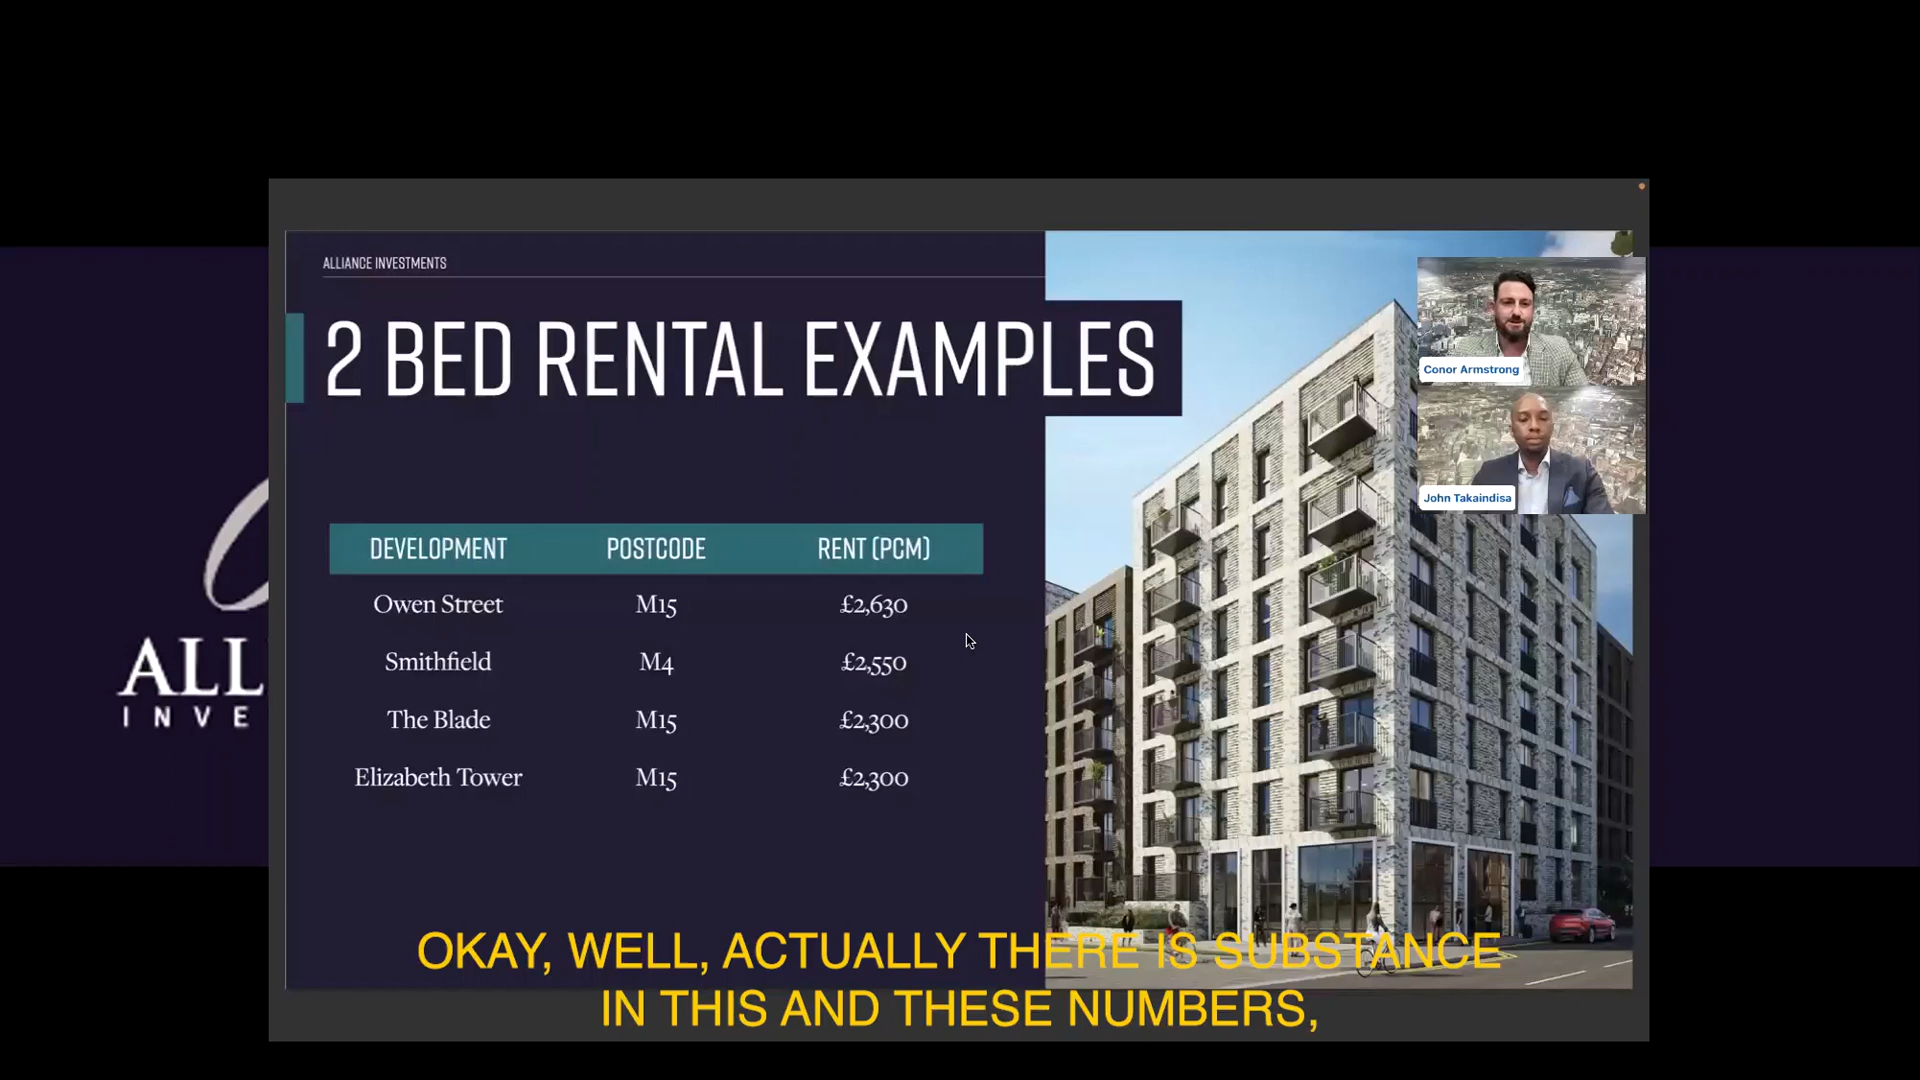 ALLIANCE INVESTMENTS
2 BED RENTAL EXAMPLES
Conor Armstrong
John Takaindisa
DEVELOPMENT POSTCODE RENT (PCM)
Owen Street M15 £2,630
Smithfield M4 £2,550
The Blade M15 £2,300
Elizabeth Tower M15 £2,300
ALL
INVE
OKAY, WELL, ACTUALLY THERE IS SUBSTANCE
IN THIS AND THESE NUMBERS,